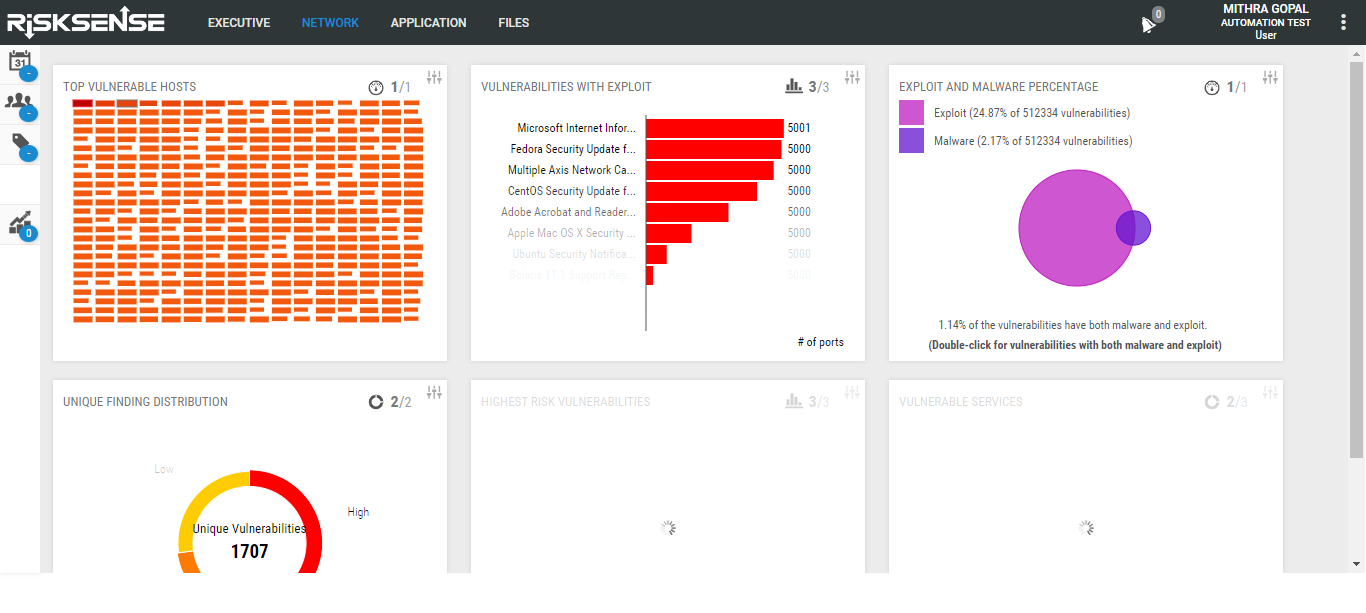 RISKSENSE
EXECUTIVE
NETWORK
APPLICATION
FILES
0
MITHRA GOPAL
AUTOMATION TEST
User
31
-
-
-
0
TOP VULNERABLE HOSTS
1/1
VULNERABILITIES WITH EXPLOIT
3/3
Microsoft Internet Infor... 5001
Fedora Security Update f... 5000
Multiple Axis Network Ca... 5000
CentOS Security Update f... 5000
Adobe Acrobat and Reader... 5000
Apple Mac OS X Security ... 5000
Ubuntu Security Notifica... 5000
Solaris 11.1 Support Rep... 5000
# of ports
EXPLOIT AND MALWARE PERCENTAGE
1/1
Exploit (24.87% of 512334 vulnerabilities)
Malware (2.17% of 512334 vulnerabilities)
1.14% of the vulnerabilities have both malware and exploit.
(Double-click for vulnerabilities with both malware and exploit)
UNIQUE FINDING DISTRIBUTION
2/2
Low
High
Unique Vulnerabilities
1707
HIGHEST RISK VULNERABILITIES
3/3
VULNERABLE SERVICES
2/3